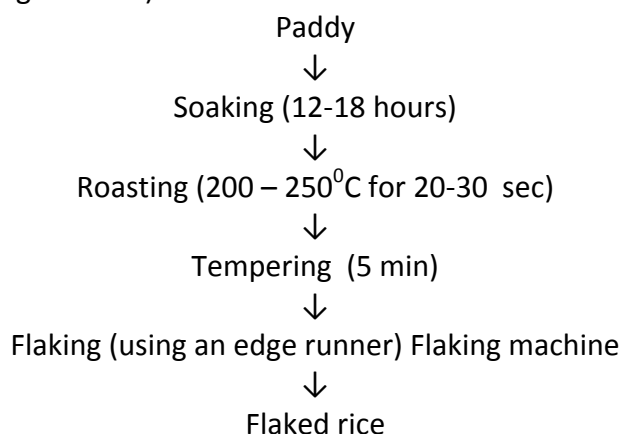 Paddy
↓
Soaking (12-18 hours)
↓
Roasting (200 – 250⁰C for 20-30  sec)
↓
Tempering  (5 min)
↓
Flaking (using an edge runner) Flaking machine
↓
Flaked rice